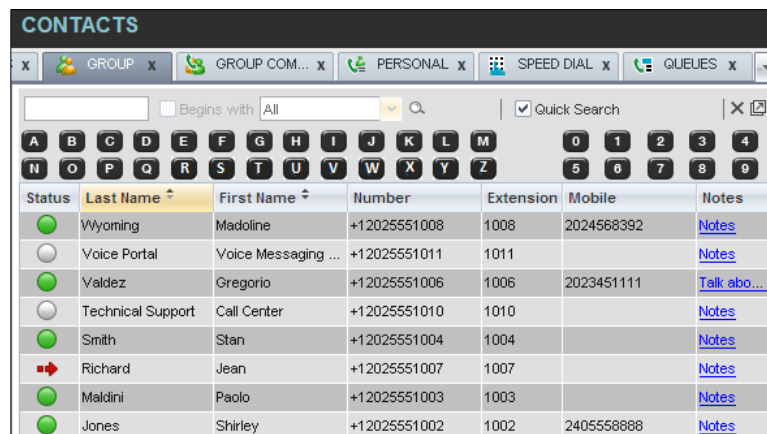 CONTACTS
x GROUP x GROUP COM... x PERSONAL x SPEED DIAL x QUEUES x
Begins with All Quick Search
A B C D E F G H I J K L M 0 1 2 3 4
N O P Q R S T U V W X Y Z 5 6 7 8 9
Status Last Name First Name Number Extension Mobile Notes
Wyoming Madoline +12025551008 1008 2024568392 Notes
Voice Portal Voice Messaging ... +12025551011 1011 Notes
Valdez Gregorio +12025551006 1006 2023451111 Talk abo...
Technical Support Call Center +12025551010 1010 Notes
Smith Stan +12025551004 1004 Notes
Richard Jean +12025551007 1007 Notes
Maldini Paolo +12025551003 1003 Notes
Jones Shirley +12025551002 1002 2405558888 Notes